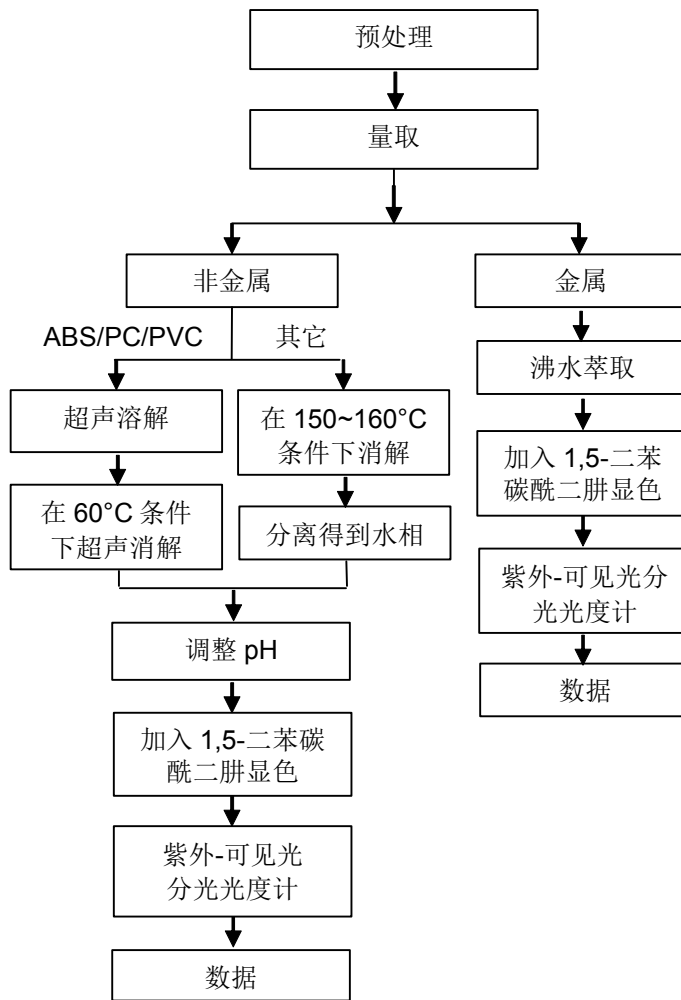 预处理
量取
非金属
金属
ABS/PC/PVC
其它
沸水萃取
超声溶解
在 150~160°C
条件下消解
加入 1,5-二苯
碳酰二肼显色
在 60°C 条件
下超声消解
分离得到水相
紫外-可见光分
光光度计
调整 pH
数据
加入 1,5-二苯碳
酰二肼显色
紫外-可见光
分光光度计
数据